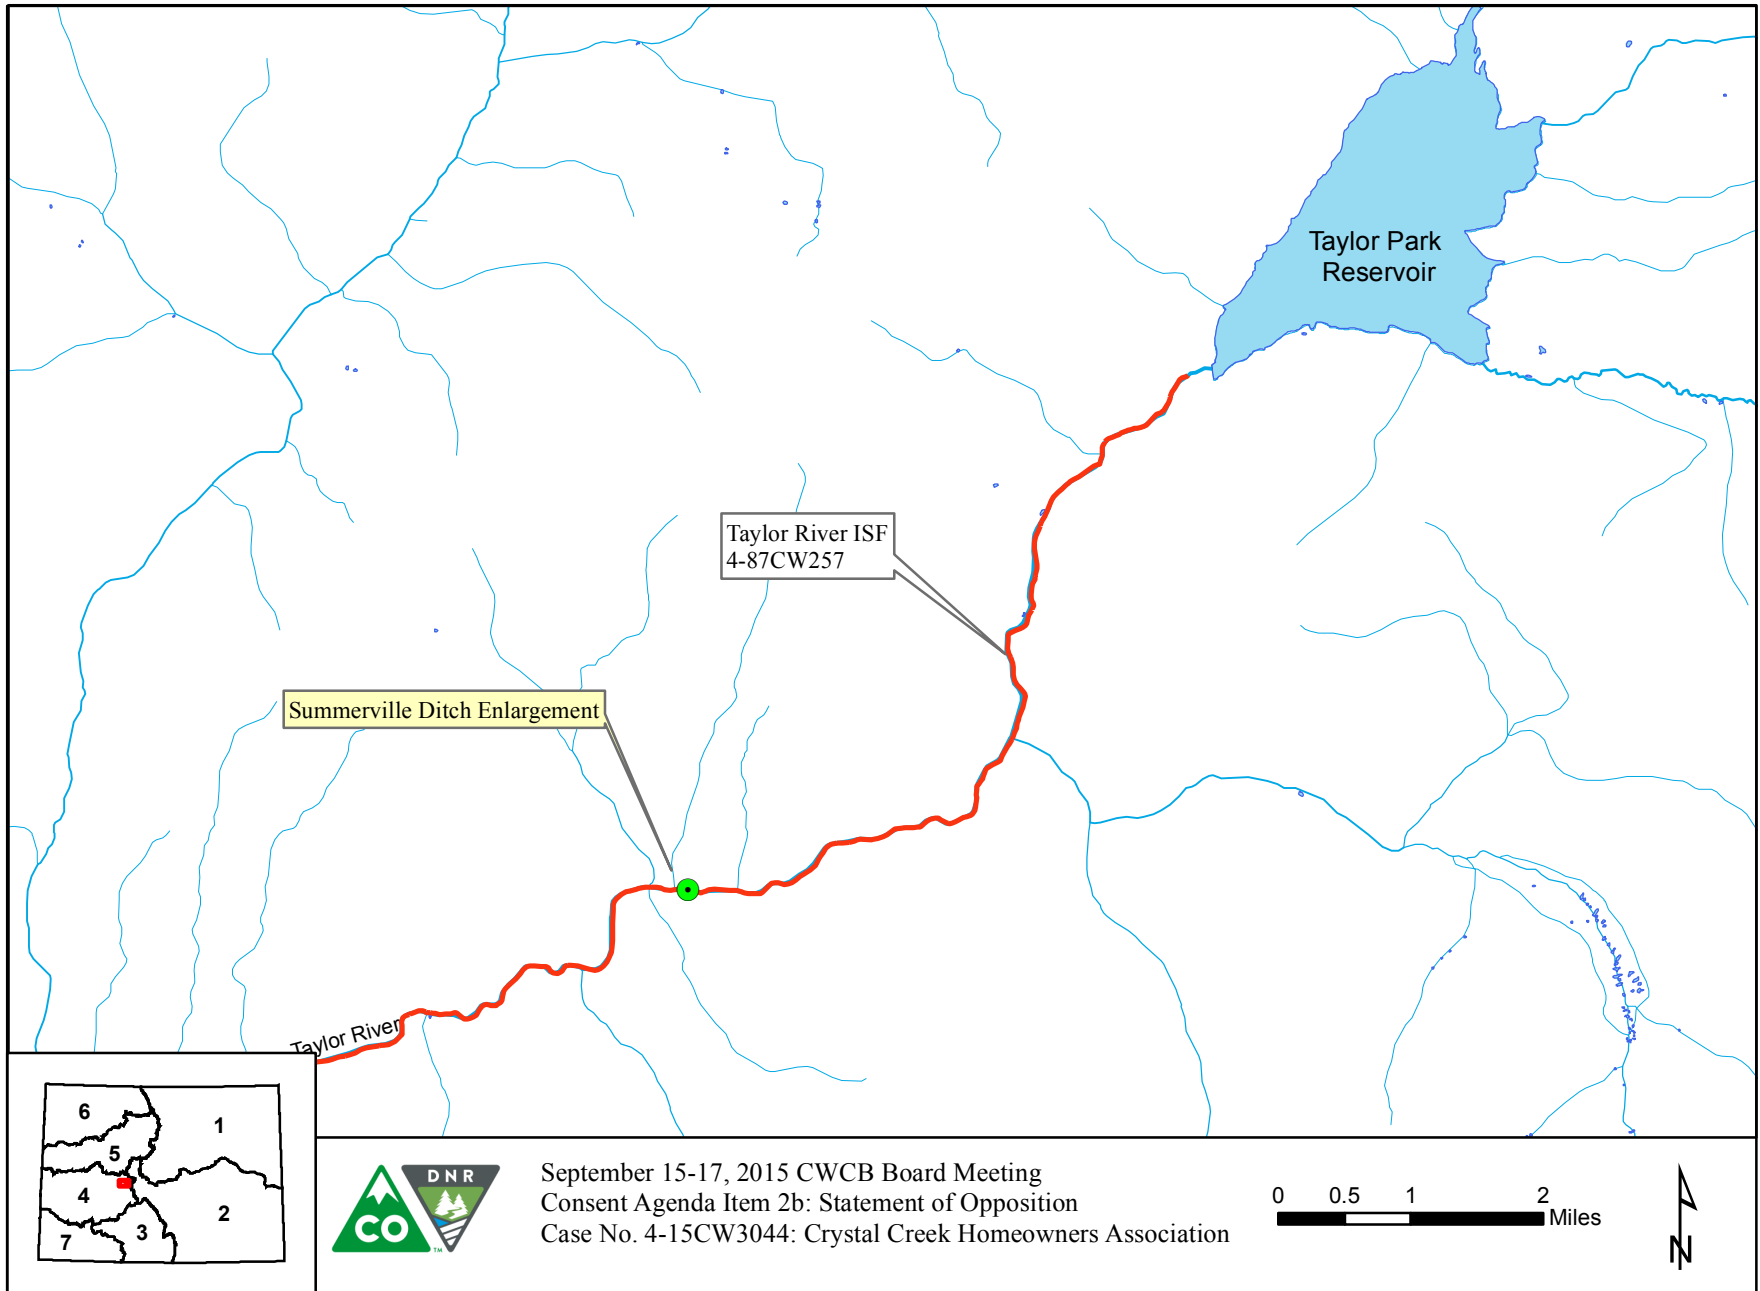 Taylor Park
Reservoir
Taylor River ISF
4-87CW257
Summerville Ditch Enlargement
Taylor River
6
1
5
4
2
3
7
CO
TM
DNR
September 15-17, 2015 CWCB Board Meeting
Consent Agenda Item 2b: Statement of Opposition
Case No. 4-15CW3044: Crystal Creek Homeowners Association
0 0.5 1 2
Miles
N